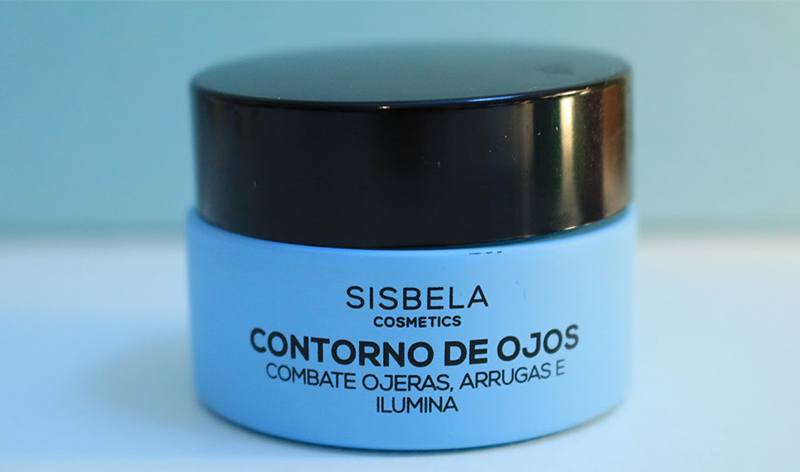 SISBELA
COSMETICS
CONTORNO DE OJOS
COMBATE OJERAS, ARRUGAS E
ILUMINA